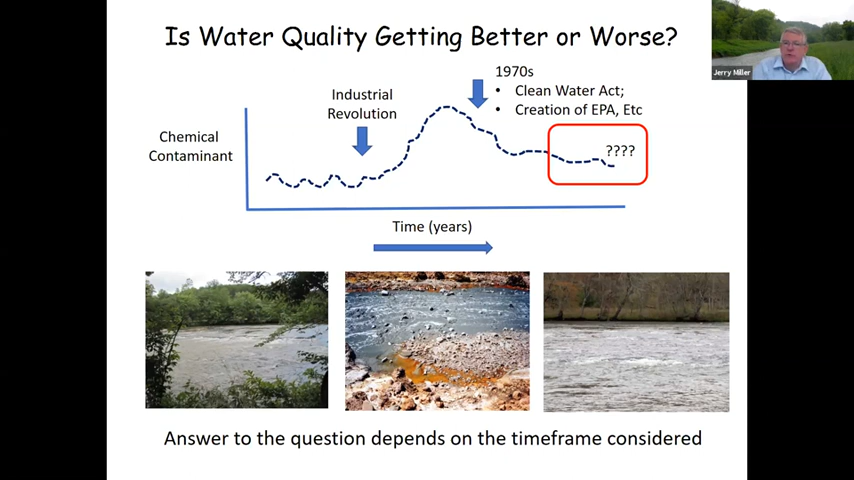 Is Water Quality Getting Better or Worse?
Jerry Miller
1970s
• Clean Water Act;
• Creation of EPA, Etc
Industrial
Revolution
Chemical
Contaminant
????
Time (years)
Answer to the question depends on the timeframe considered